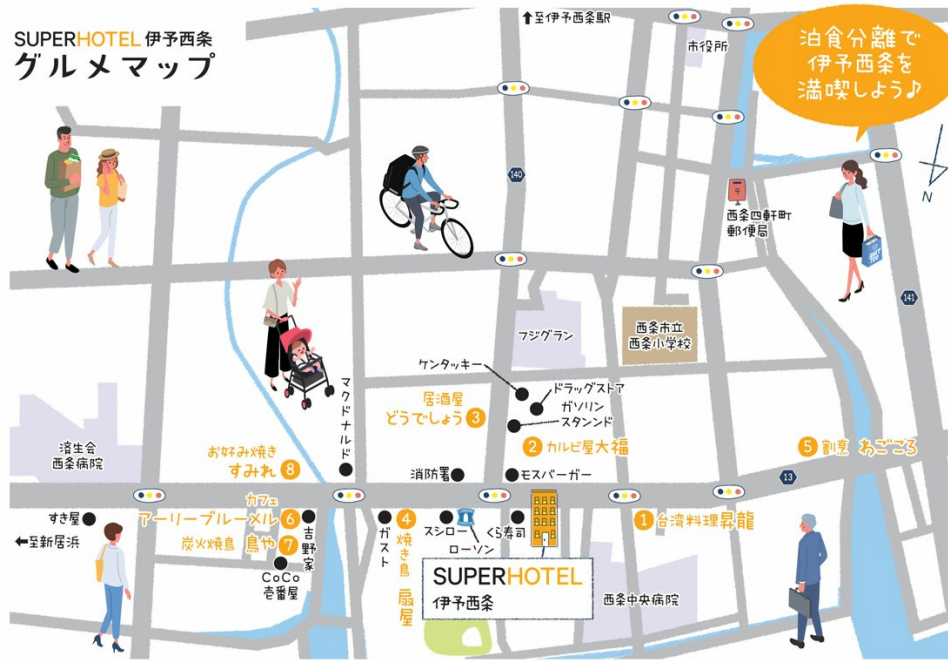 SUPERHOTEL 伊予西条
グルメマップ
↑至伊予西条駅
市役所
泊食分離で
伊予西条を
満喫しよう♪
140
西条四軒町
郵便局
N
141
フジグラン
西条市立
西条小学校
ケンタッキー
ドラッグストア
ガソリン
スタンンド
マクドナルド
居酒屋
どうでしょう 3
2 カルビ屋大福
5 割烹 わごころ
済生会
西条病院
お好み焼き
すみれ 8
消防署
モスバーガー
13
すき屋
←至新居浜
カフェ
アーリーブルーメル 6
炭火焼鳥 鳥や 7
吉野家
CoCo
壱番屋
ガスト
4 焼き鳥 扇屋
スシロー
ローソン
くら寿司
1 台湾料理昇龍
SUPERHOTEL
伊予西条
西条中央病院